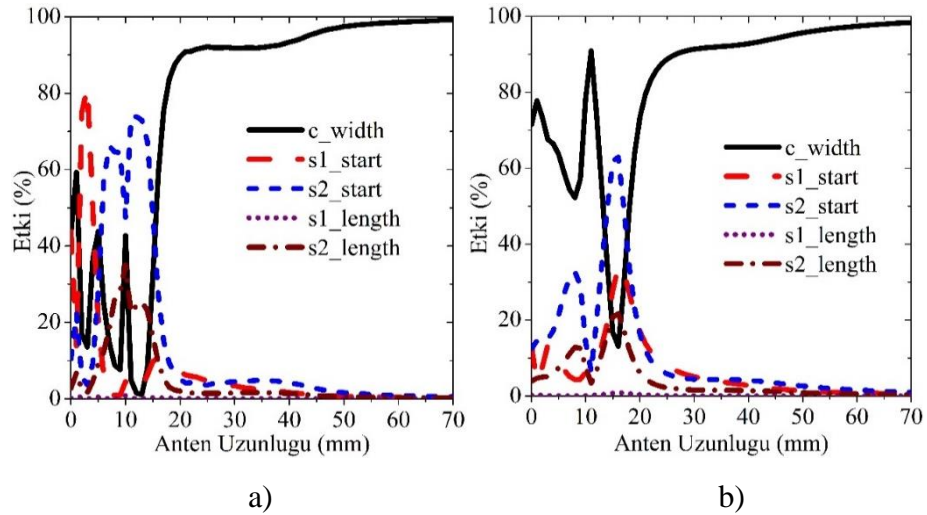 100
80
60
40
20
0
Etki (%)
c_width
s1_start
s2_start
s1_length
s2_length
0 10 20 30 40 50 60 70
Anten Uzunlugu (mm)
a)
100
80
60
40
20
0
Etki (%)
c_width
s1_start
s2_start
s1_length
s2_length
0 10 20 30 40 50 60 70
Anten Uzunlugu (mm)
b)